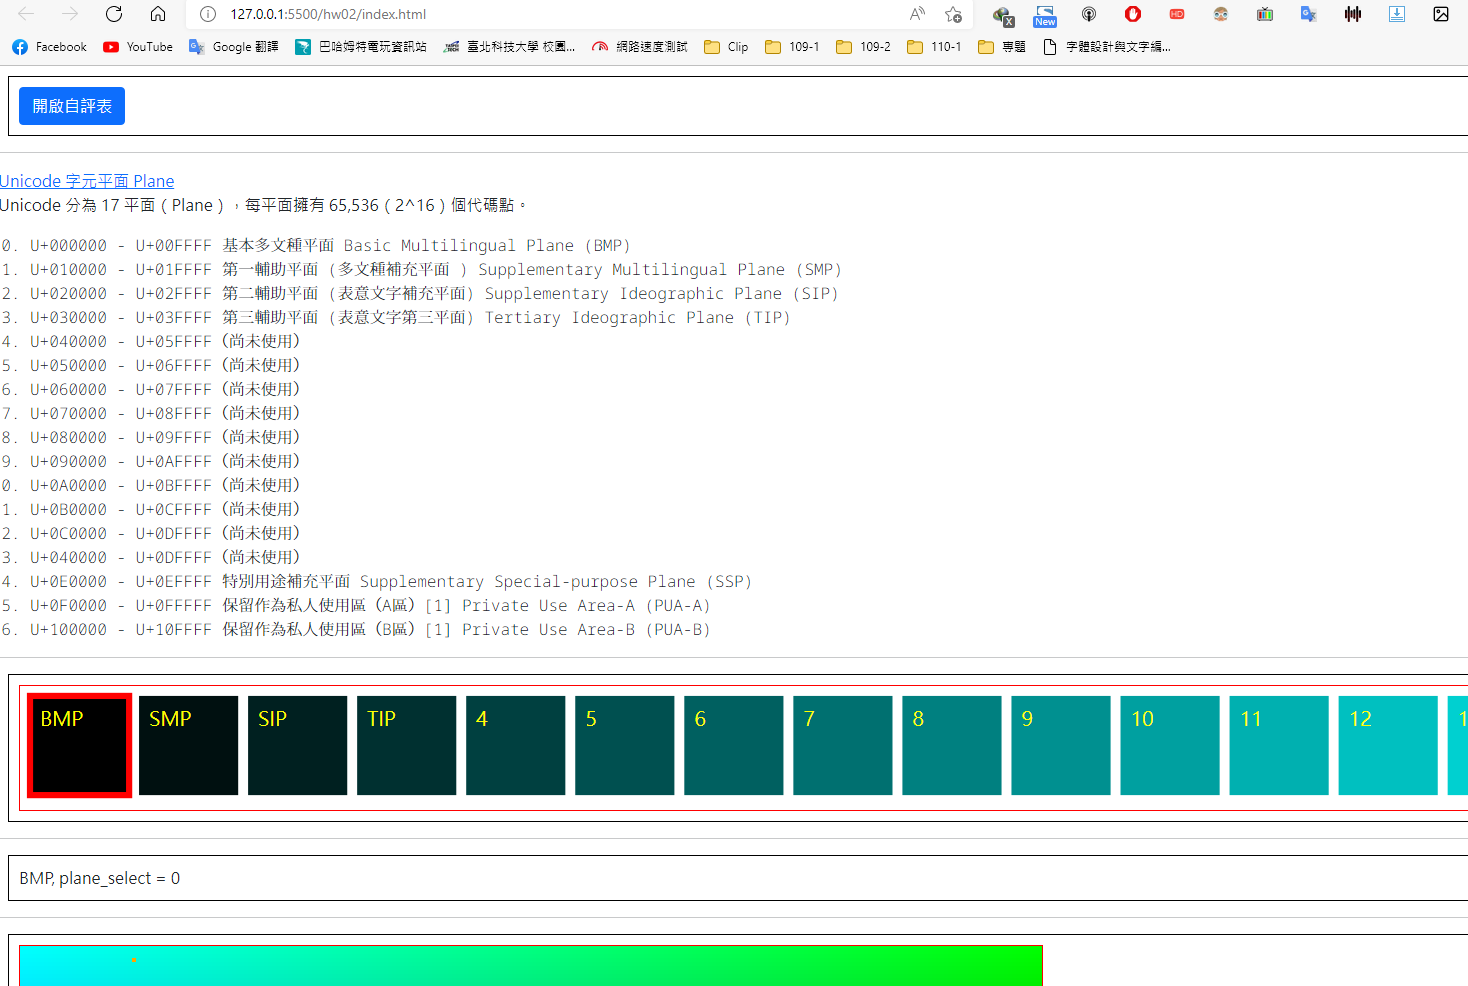 127.0.0.1:5500/hw02/index.html
Facebook YouTube Google 翻譯 巴哈姆特電玩資訊站 臺北科技大學 校園... 網路速度測試 Clip 109-1 109-2 110-1 專題 字體設計與文字編...
New
X
HD
開啟自評表
Unicode 字元平面 Plane
Unicode 分為 17 平面（Plane），每平面擁有 65,536（2^16）個代碼點。
0. U+000000 - U+00FFFF 基本多文種平面 Basic Multilingual Plane (BMP)
1. U+010000 - U+01FFFF 第一輔助平面 (多文種補充平面 ) Supplementary Multilingual Plane (SMP)
2. U+020000 - U+02FFFF 第二輔助平面 (表意文字補充平面) Supplementary Ideographic Plane (SIP)
3. U+030000 - U+03FFFF 第三輔助平面 (表意文字第三平面) Tertiary Ideographic Plane (TIP)
4. U+040000 - U+05FFFF（尚未使用）
5. U+050000 - U+06FFFF（尚未使用）
6. U+060000 - U+07FFFF（尚未使用）
7. U+070000 - U+08FFFF（尚未使用）
8. U+080000 - U+09FFFF（尚未使用）
9. U+090000 - U+0AFFFF（尚未使用）
0. U+0A0000 - U+0BFFFF（尚未使用）
1. U+0B0000 - U+0CFFFF（尚未使用）
2. U+0C0000 - U+0DFFFF（尚未使用）
3. U+040000 - U+0DFFFF（尚未使用）
4. U+0E0000 - U+0EFFFF 特別用途補充平面 Supplementary Special-purpose Plane (SSP)
5. U+0F0000 - U+0FFFFF 保留作為私人使用區（A區）[1] Private Use Area-A (PUA-A)
6. U+100000 - U+10FFFF 保留作為私人使用區（B區）[1] Private Use Area-B (PUA-B)
BMP SMP SIP TIP 4 5 6 7 8 9 10 11 12 1
BMP, plane_select = 0